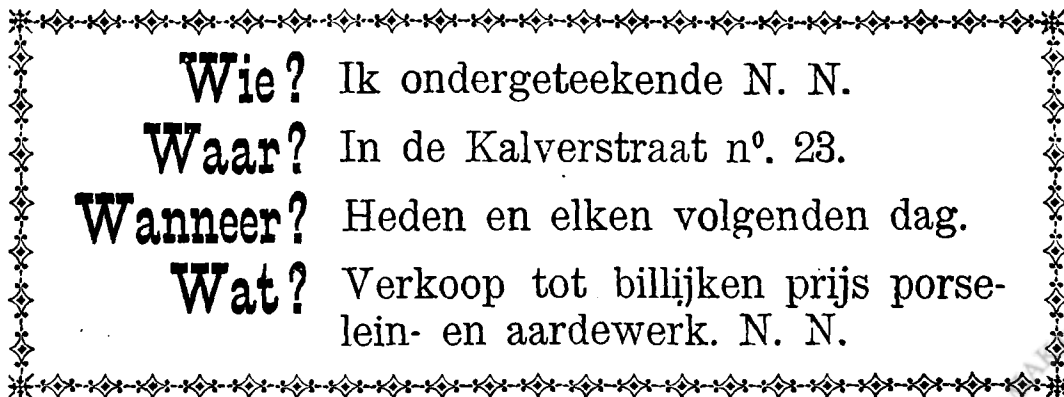 Wie? Ik ondergeteekende N. N.
Waar? In de Kalverstraat nº. 23.
Wanneer? Heden en elken volgenden dag.
Wat? Verkoop tot billijken prijs porse-
lein- en aardewerk. N. N.